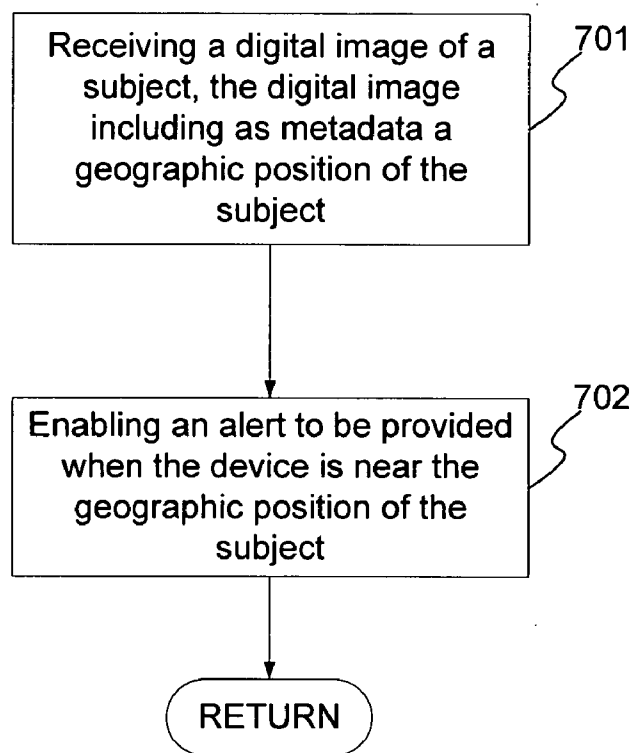 Receiving a digital image of a
subject, the digital image
including as metadata a
geographic position of the
subject
701
Enabling an alert to be provided
when the device is near the
geographic position of the
subject
702
RETURN